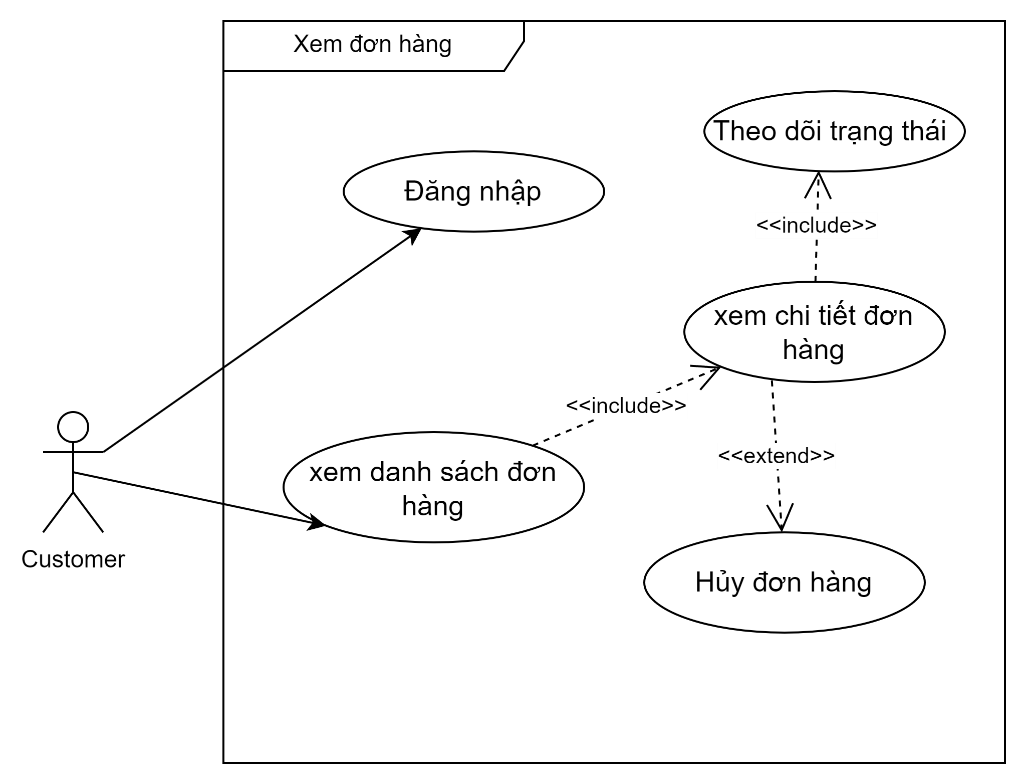 Xem đơn hàng
Theo dõi trạng thái
Đăng nhập
<<include>>
xem chi tiết đơn
hàng
<<include>>
<<extend>>
xem danh sách đơn
hàng
Customer
Hủy đơn hàng